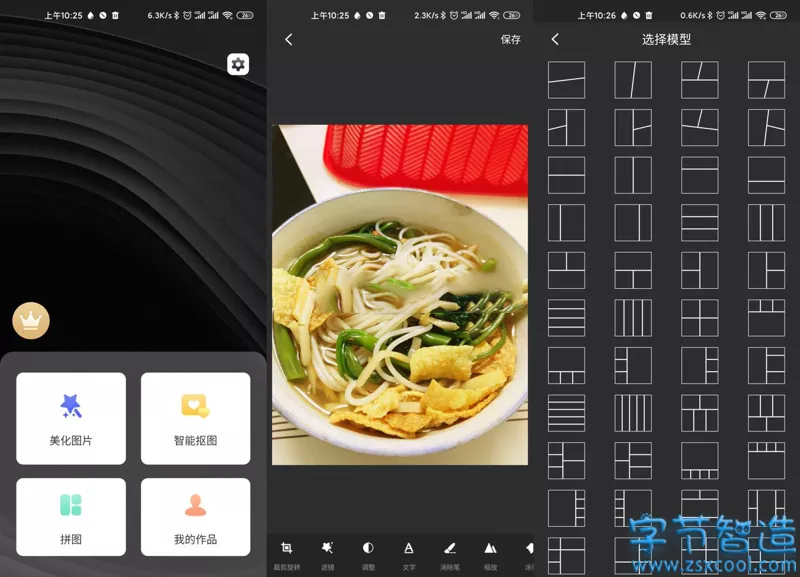 上午10:25
6.3K/s
26
美化图片
智能抠图
拼图
我的作品
上午10:25
2.3K/s
26
保存
裁剪旋转
滤镜
调整
文字
消除笔
缩放
涂
上午10:26
0.6K/s
26
选择模型
字节智造
www.zsxcool.com